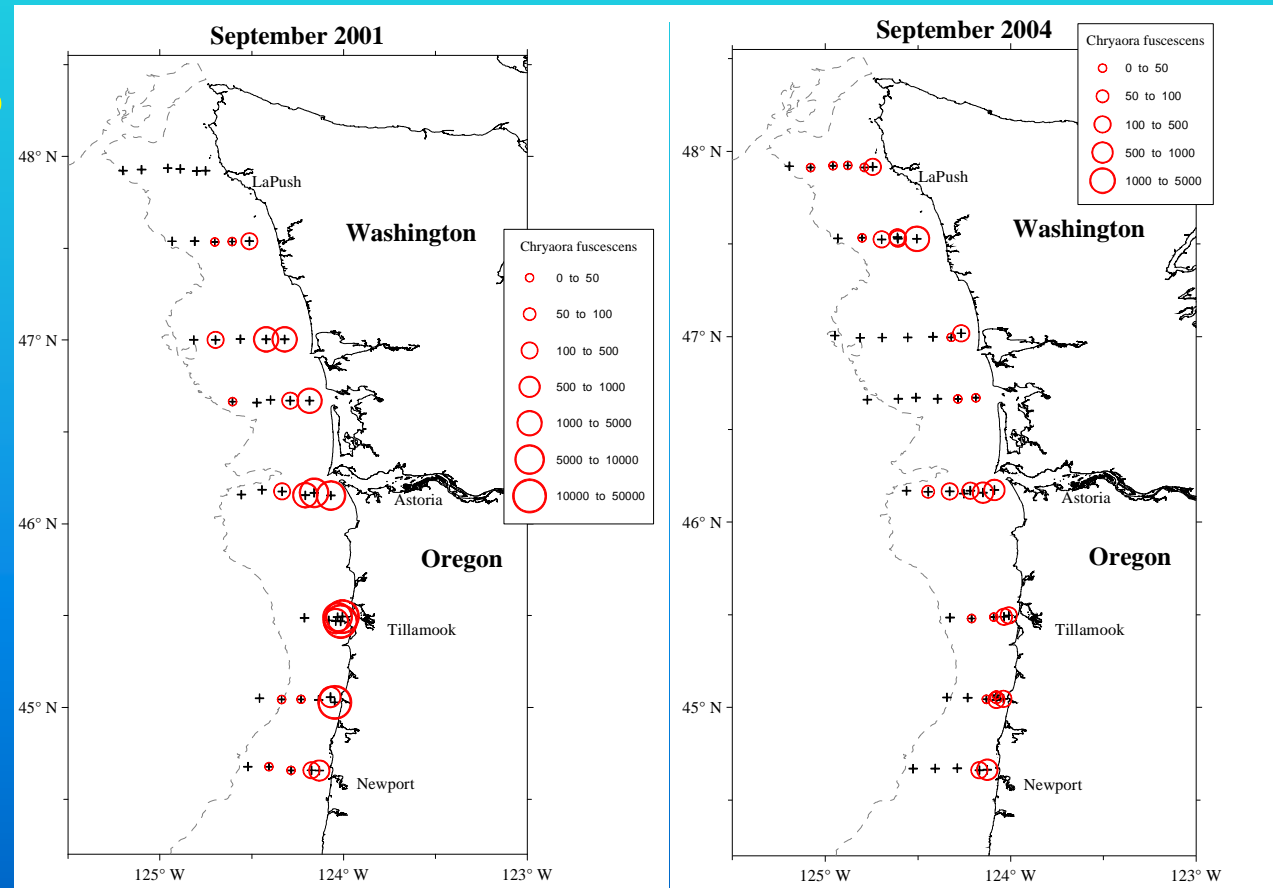 September 2001
48° N
47° N
46° N
45° N
125° W
124° W
123° W
LaPush
Washington
Astoria
Oregon
Tillamook
Newport
Chryaora fuscescens
0 to 50
50 to 100
100 to 500
500 to 1000
1000 to 5000
5000 to 10000
10000 to 50000
September 2004
48° N
47° N
46° N
45° N
125° W
124° W
123° W
LaPush
Washington
Astoria
Oregon
Tillamook
Newport
Chryaora fuscescens
0 to 50
50 to 100
100 to 500
500 to 1000
1000 to 5000